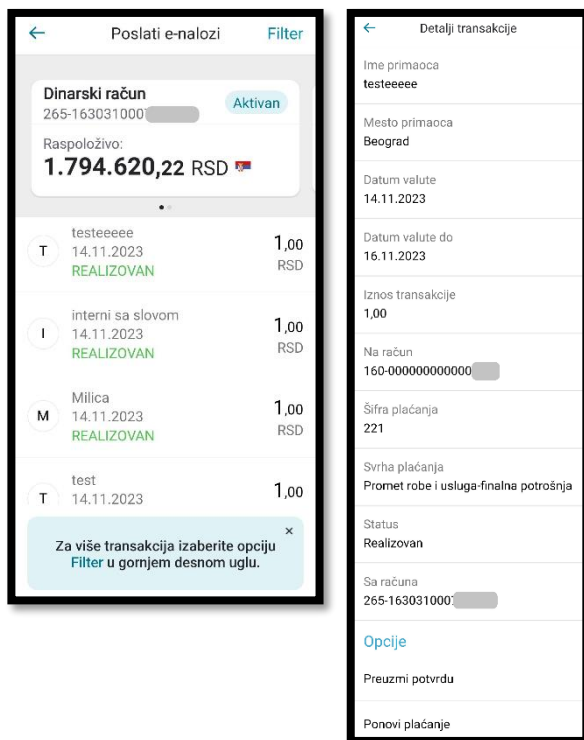 Poslati e-nalozi Filter
Dinarski račun
Aktivan
265-163031000
Raspoloživo:
1.794.620,22 RSD
T
testeeeee
14.11.2023
REALIZOVAN
1,00
RSD
I
interni sa slovom
14.11.2023
REALIZOVAN
1,00
RSD
M
Milica
14.11.2023
REALIZOVAN
1,00
RSD
T
test
14.11.2023
1,00
Za više transakcija izaberite opciju
Filter u gornjem desnom uglu.
Detalji transakcije
Ime primaoca
testeeeee
Mesto primaoca
Beograd
Datum valute
14.11.2023
Datum valute do
16.11.2023
Iznos transakcije
1,00
Na račun
160-000000000000
Šifra plaćanja
221
Svrha plaćanja
Promet robe i usluga-finalna potrošnja
Status
Realizovan
Sa računa
265-163031000
Opcije
Preuzmi potvrdu
Ponovi plaćanje